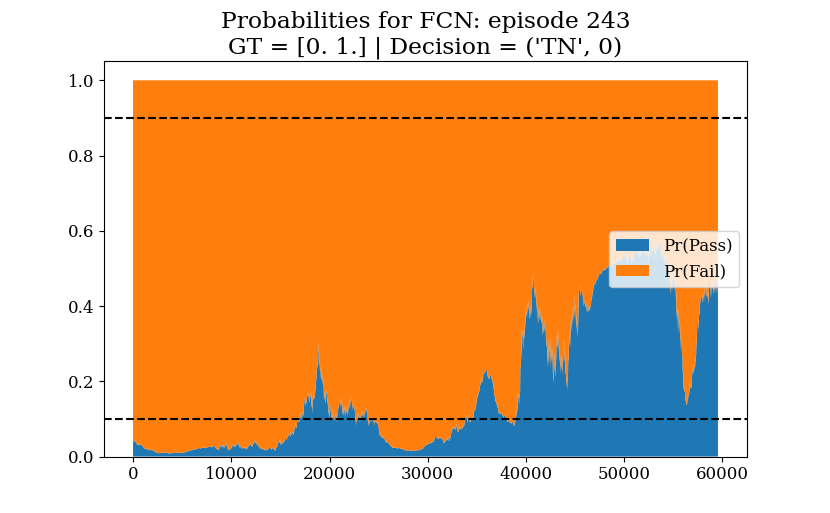 Probabilities for FCN: episode 243
GT = [0. 1.] | Decision = ('TN', 0)
1.0
0.8
0.6
0.4
0.2
0.0
Pr(Pass)
Pr(Fail)
0 10000 20000 30000 40000 50000 60000